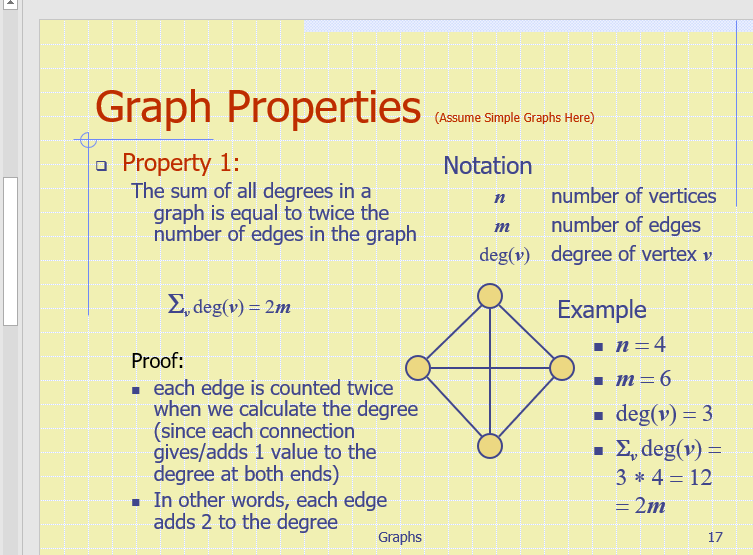 Graph Properties (Assume Simple Graphs Here)
Property 1:
The sum of all degrees in a
graph is equal to twice the
number of edges in the graph
Σv deg(v) = 2m
Proof:
each edge is counted twice
when we calculate the degree
(since each connection
gives/adds 1 value to the
degree at both ends)
In other words, each edge
adds 2 to the degree
Notation
n number of vertices
m number of edges
deg(v) degree of vertex v
Example
n = 4
m = 6
deg(v) = 3
Σv deg(v) =
3 * 4 = 12
= 2m
Graphs
17